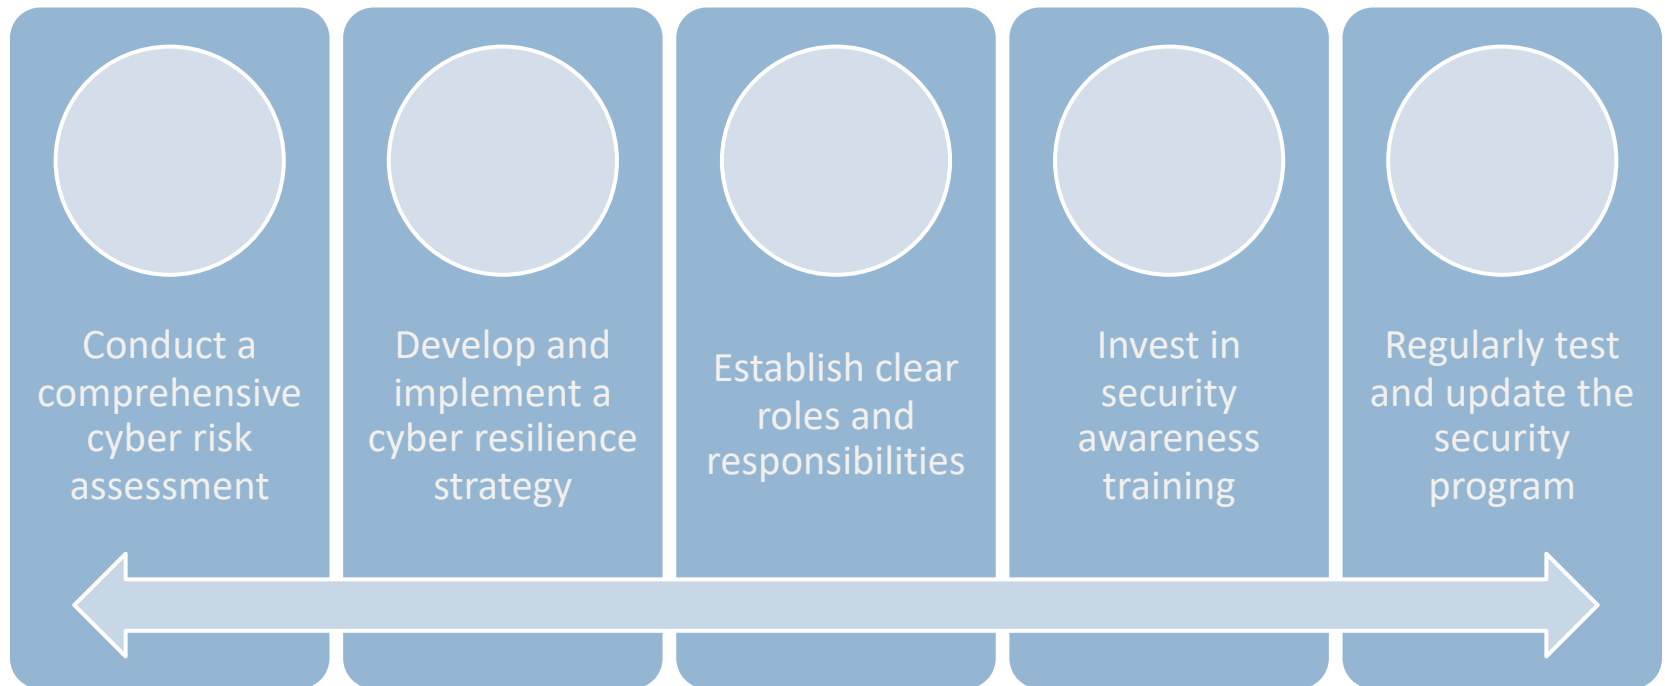 Conduct a
comprehensive
cyber risk
assessment
Develop and
implement a
cyber resilience
strategy
Establish clear
roles and
responsibilities
Invest in
security
awareness
training
Regularly test
and update the
security
program